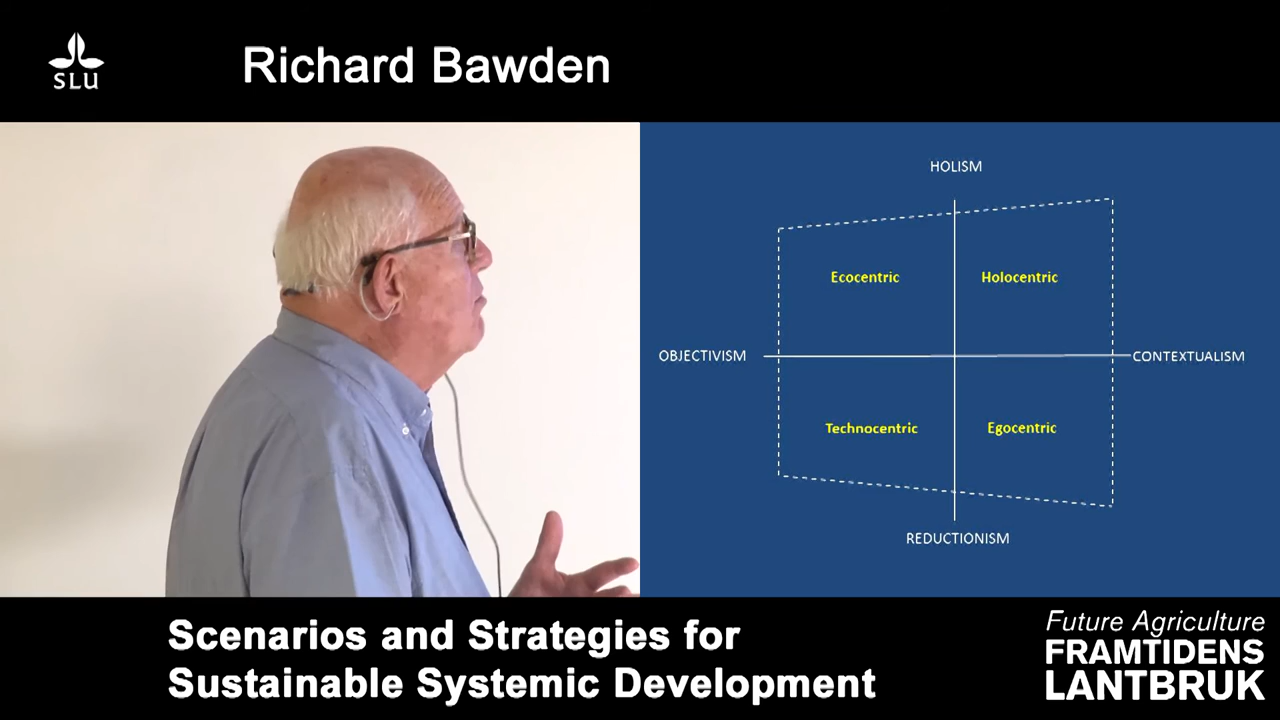 SLU
Richard Bawden
HOLISM
Ecocentric
Holocentric
OBJECTIVISM
CONTEXTUALISM
Technocentric
Egocentric
REDUCTIONISM
Scenarios and Strategies for
Sustainable Systemic Development
Future Agriculture
FRAMTIDENS
LANTBRUK